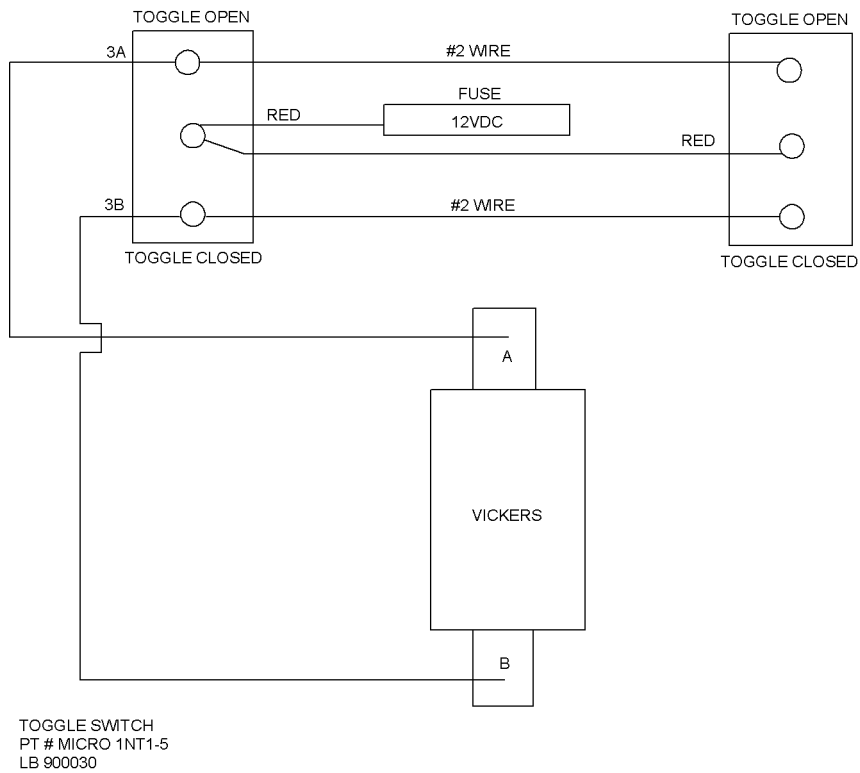 TOGGLE OPEN
TOGGLE OPEN
3A
#2 WIRE
FUSE
RED
12VDC
RED
3B
#2 WIRE
TOGGLE CLOSED
TOGGLE CLOSED
A
VICKERS
B
TOGGLE SWITCH
PT # MICRO 1NT1-5
LB 900030